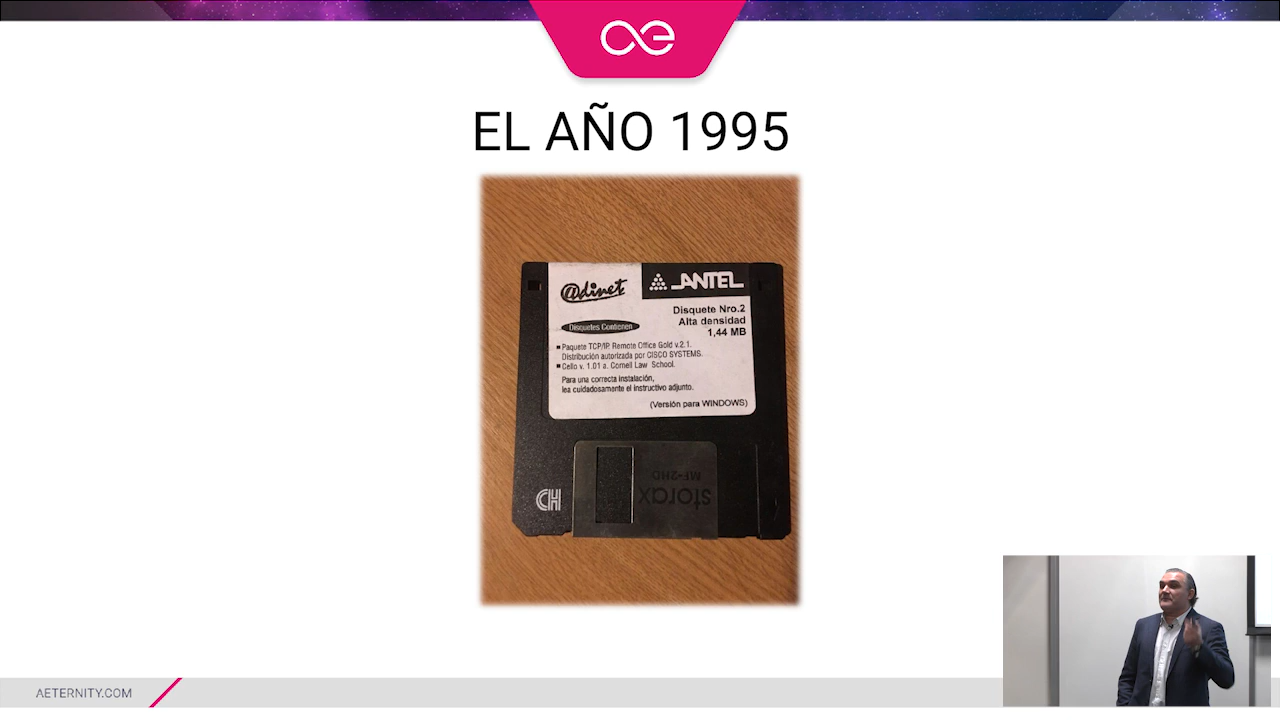 æ
EL AÑO 1995
@dinet
ANTEL
Disquete Nro.2
Alta densidad
1,44 MB
Disquetes Contienen
Paquete TCP/IP. Remote Office Gold v.2.1.
Distribución autorizada por CISCO SYSTEMS.
Cello v. 1.01 a. Cornell Law School.
Para una correcta instalación,
lea cuidadosamente el instructivo adjunto.
(Versión para WINDOWS)
storax
MF-2HD
AETERNITY.COM